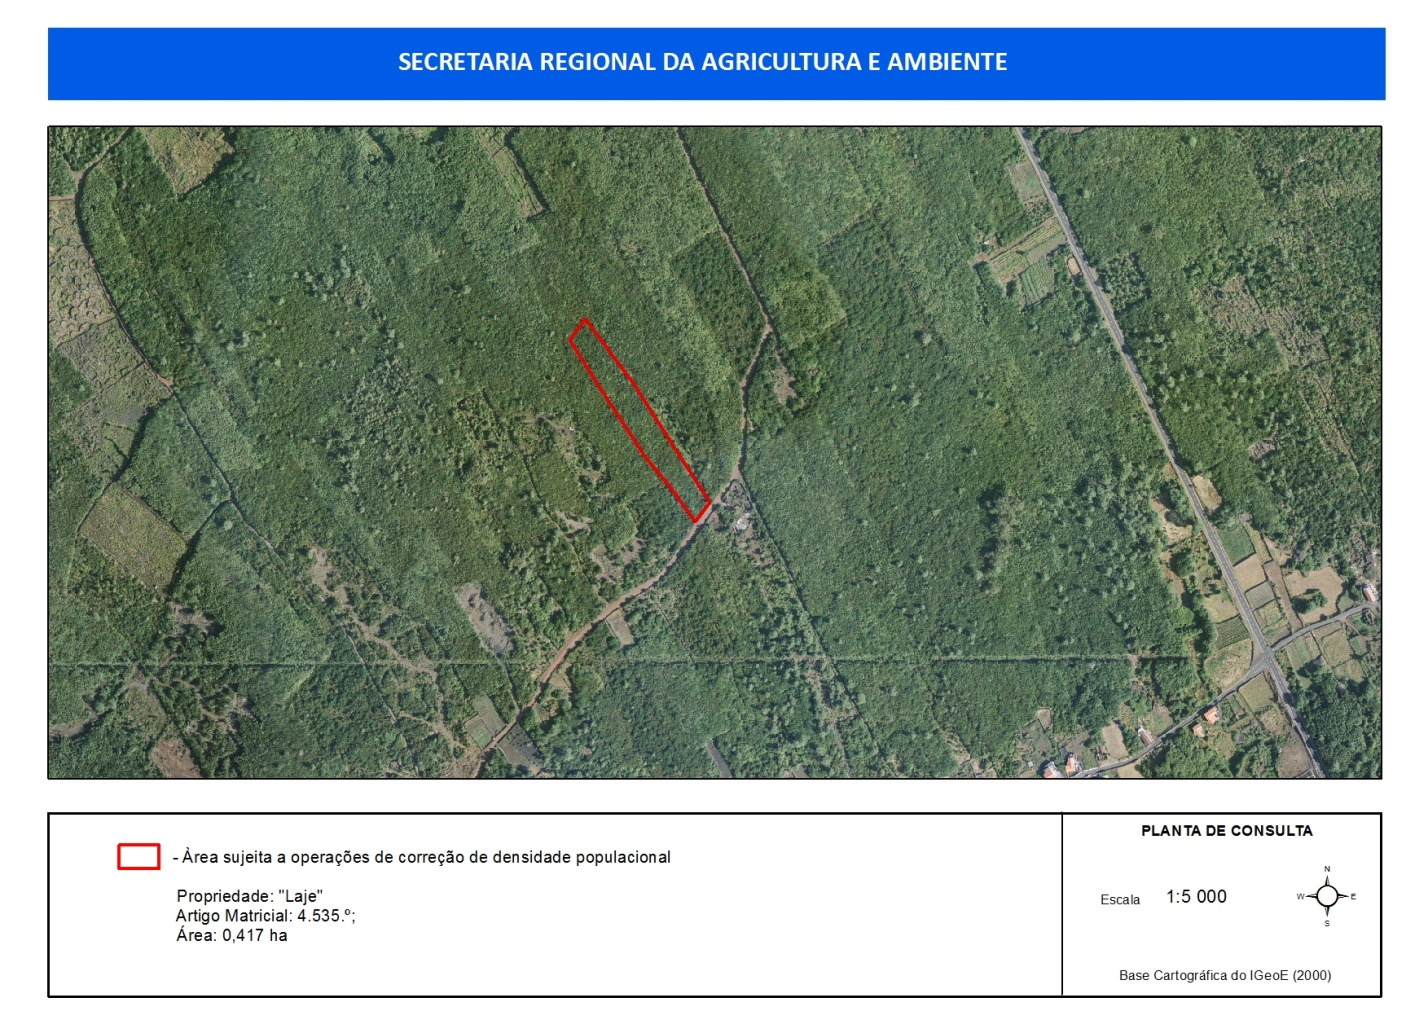 SECRETARIA REGIONAL DA AGRICULTURA E AMBIENTE
- Àrea sujeita a operações de correção de densidade populacional
Propriedade: "Laje"
Artigo Matricial: 4.535.º;
Área: 0,417 ha
PLANTA DE CONSULTA
Escala 1:5 000
N
W E
S
Base Cartográfica do IGeoE (2000)